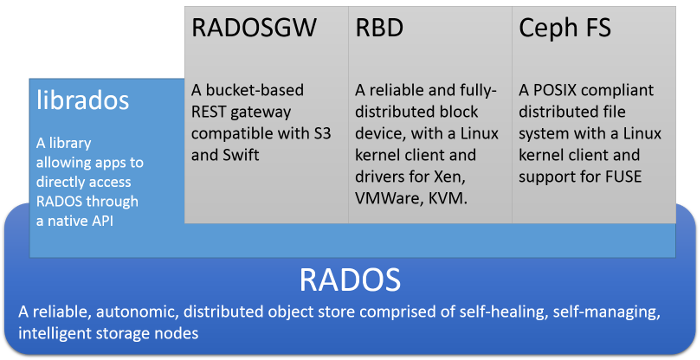 RADOSGW
A bucket-based
REST gateway
compatible with S3
and Swift
RBD
A reliable and fully-
distributed block
device, with a Linux
kernel client and
drivers for Xen,
VMWare, KVM.
Ceph FS
A POSIX compliant
distributed file
system with a Linux
kernel client and
support for FUSE
librados
A library
allowing apps to
directly access
RADOS through
a native API
RADOS
A reliable, autonomic, distributed object store comprised of self-healing, self-managing,
intelligent storage nodes